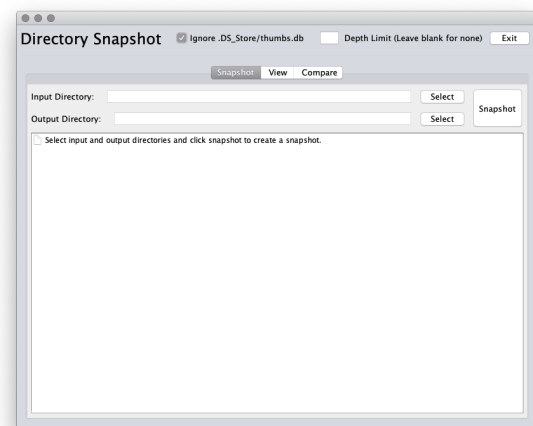 Directory Snapshot Ignore .DS_Store/thumbs.db Depth Limit (Leave blank for none) Exit
Snapshot View Compare
Input Directory: Select
Snapshot
Output Directory: Select
Select input and output directories and click snapshot to create a snapshot.